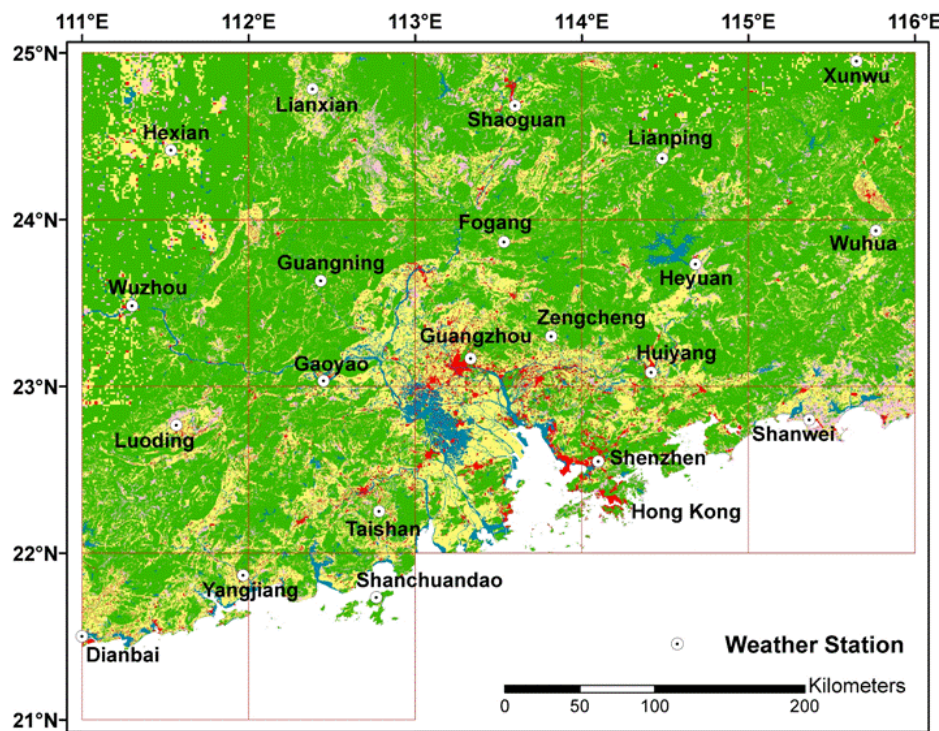 111°E 112°E 113°E 114°E 115°E 116°E
25°N
Xunwu
Lianxian
Shaoguan
Hexian
Lianping
24°N
Fogang
Wuhua
Guangning
Heyuan
Wuzhou
Zengcheng
Guangzhou
Huiyang
Gaoyao
23°N
Luoding
Shanwei
Shenzhen
Hong Kong
Taishan
22°N
Shanchuandao
Yangjiang
Dianbai
Weather Station
Kilometers
0 50 100 200
21°N